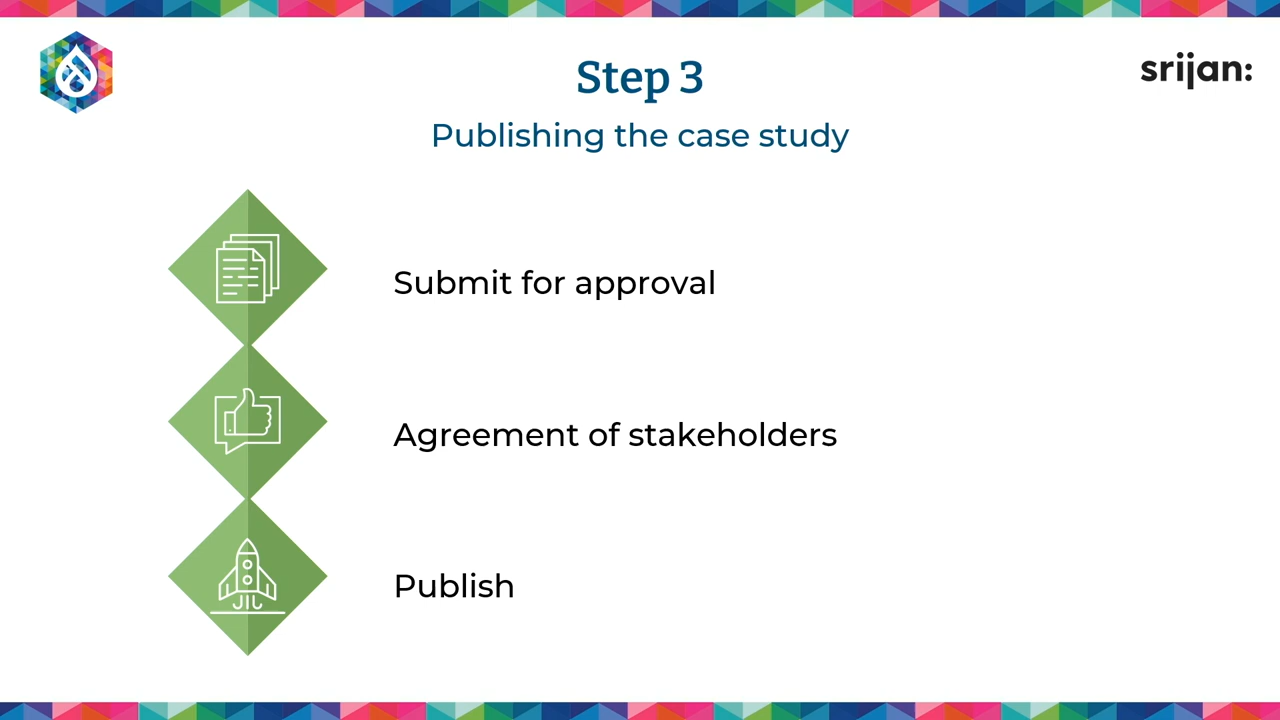 Step 3
srijan:
Publishing the case study
Submit for approval
Agreement of stakeholders
Publish